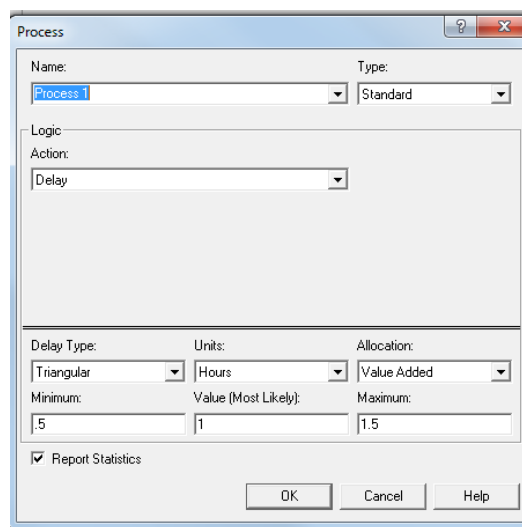 Process
Name: Type:
Process 1 Standard
Logic
Action:
Delay
Delay Type: Units: Allocation:
Triangular Hours Value Added
Minimum: Value (Most Likely): Maximum:
.5 1 1.5
Report Statistics
OK Cancel Help